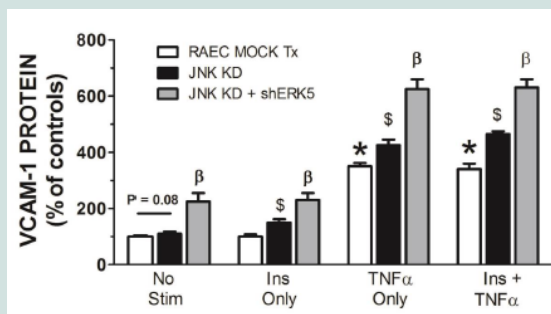 VCAM-1 PROTEIN
(% of controls)
800
600
400
200
0
RAEC MOCK Tx
JNK KD
JNK KD + shERK5
P = 0.08
β
$
β
*
$
β
*
$
β
No
Stim
Ins
Only
TNFα
Only
Ins +
TNFα